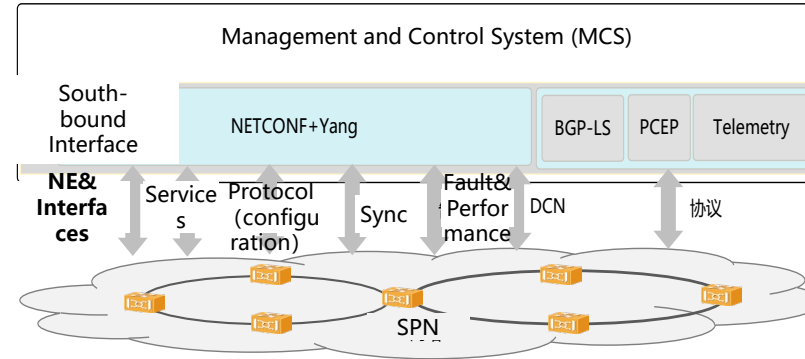 Management and Control System (MCS)
South-
bound
Interface
NETCONF+Yang
BGP-LS
PCEP
Telemetry
NE&
Interfa
ces
Service
s
Protocol
（configu
ration）
Sync
Fault&
Perfor
mance
DCN
协议
SPN